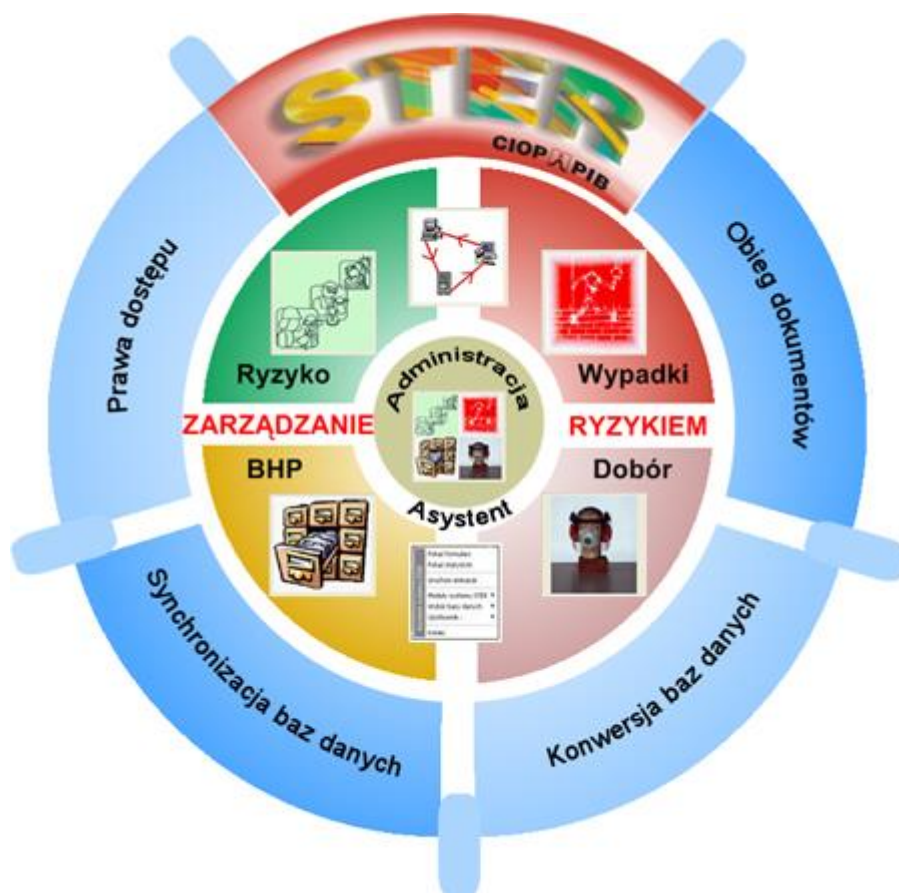 STER
CIOP PIB
Prawa dostępu
Obieg dokumentów
Ryzyko
Wypadki
Administracja
ZARZĄDZANIE
RYZYKIEM
BHP
Dobór
Asystent
Synchronizacja baz danych
Konwersja baz danych